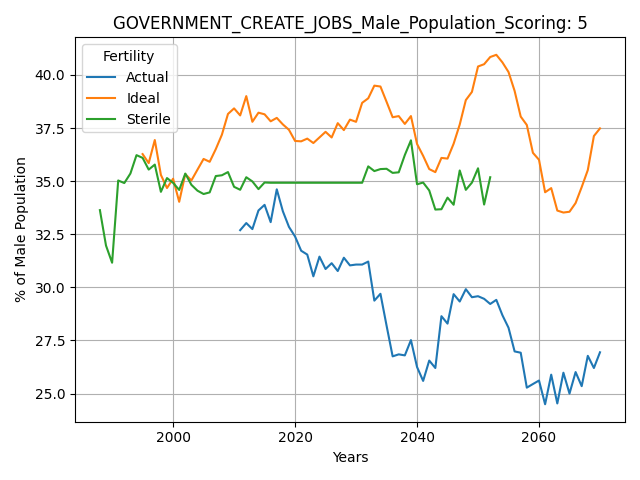 GOVERNMENT_CREATE_JOBS_Male_Population_Scoring: 5
Fertility
Actual
Ideal
Sterile
% of Male Population
40.0
37.5
35.0
32.5
30.0
27.5
25.0
2000
2020
2040
2060
Years